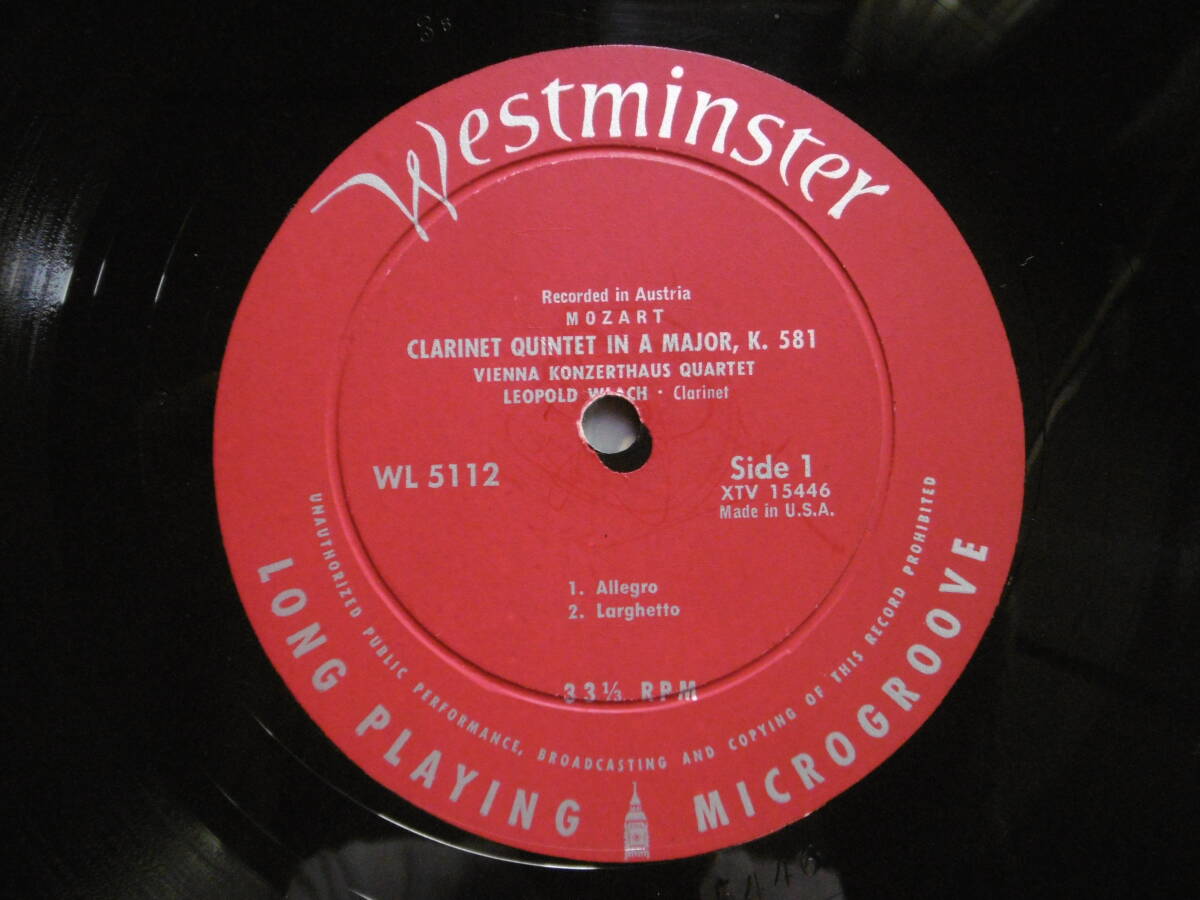 Westminster
Recorded in Austria
MOZART
CLARINET QUINTET IN A MAJOR, K. 581
VIENNA KONZERTHAUS QUARTET
LEOPOLD WLACH · Clarinet
WL 5112
Side 1
XTV 15446
Made in U.S.A.
1. Allegro
2. Larghetto
33⅓ RPM
UNAUTHORIZED PUBLIC PERFORMANCE, BROADCASTING AND COPYING OF THIS RECORD PROHIBITED
LONG PLAYING MICROGROOVE